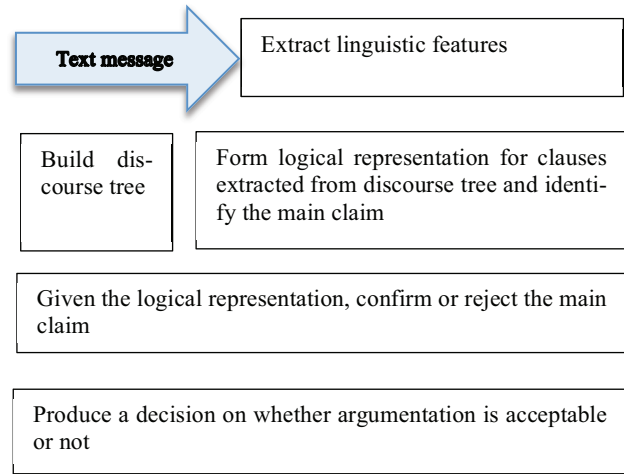 Text message
Extract linguistic features
Build dis-
course tree
Form logical representation for clauses
extracted from discourse tree and identi-
fy the main claim
Given the logical representation, confirm or reject the main
claim
Produce a decision on whether argumentation is acceptable
or not